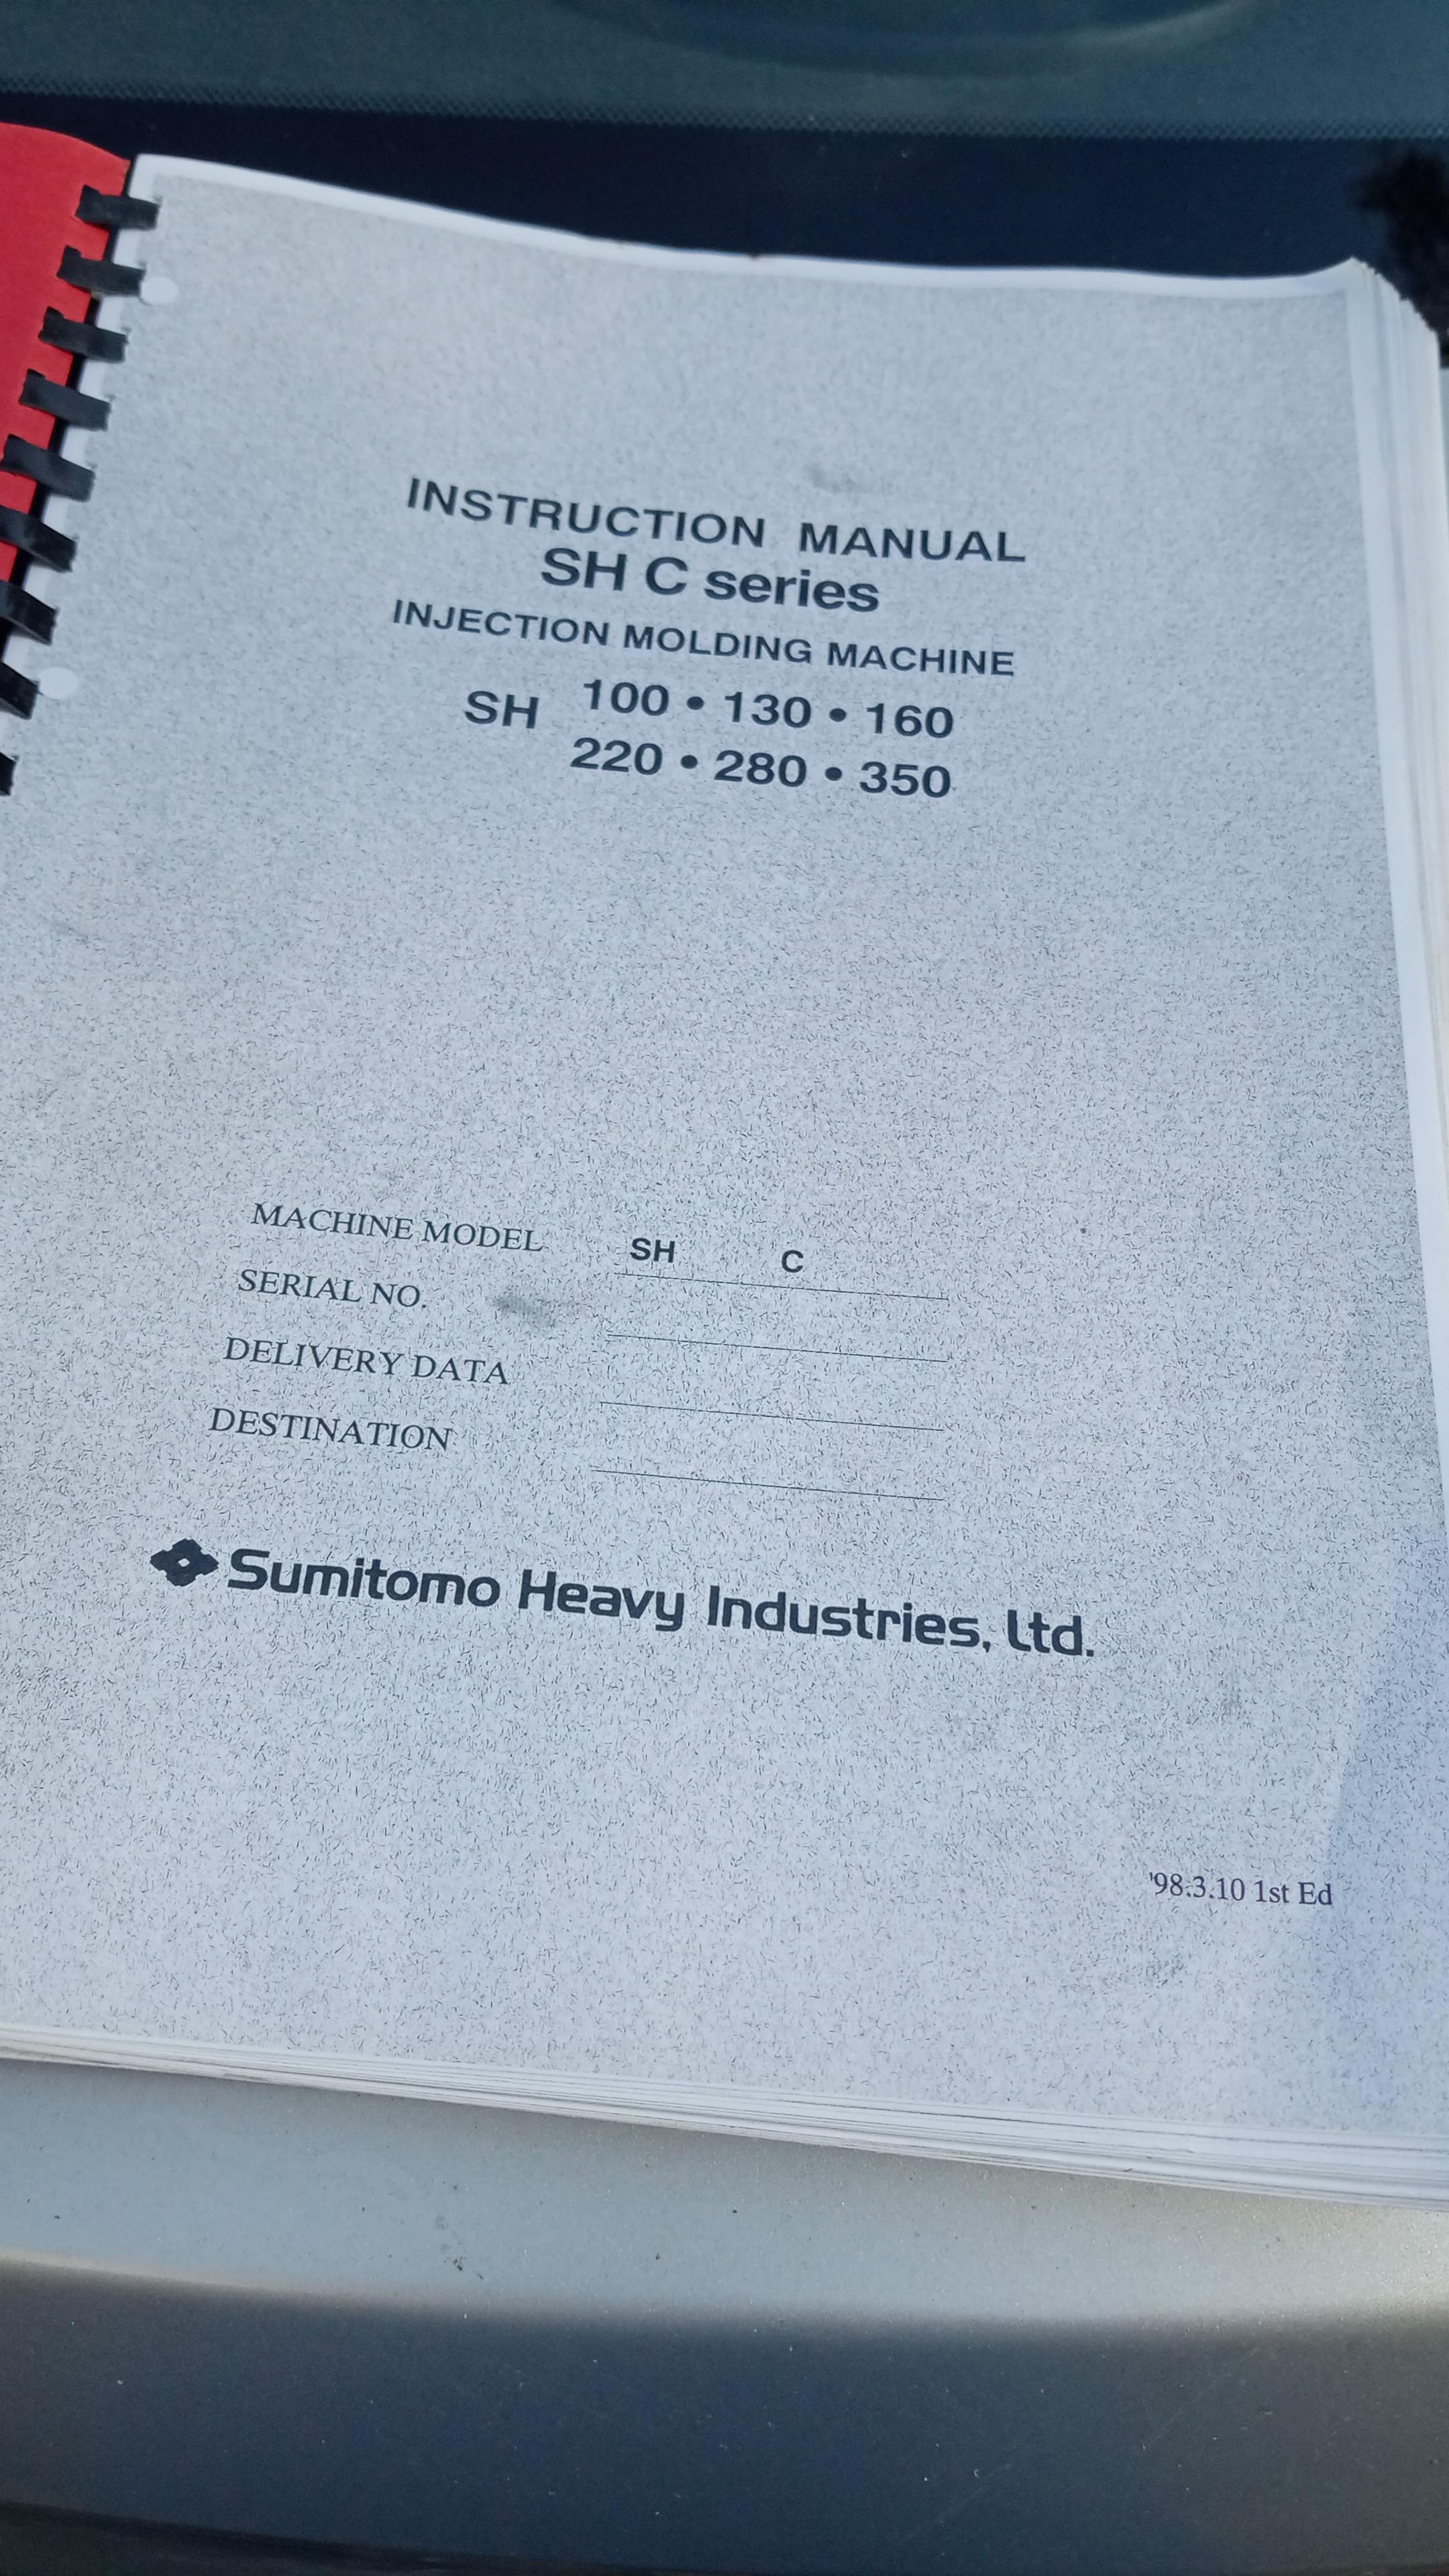 INSTRUCTION MANUAL
SH C series
INJECTION MOLDING MACHINE
SH 100 • 130 • 160
220 • 280 • 350
MACHINE MODEL SH C
SERIAL NO.
DELIVERY DATA
DESTINATION
Sumitomo Heavy Industries, Ltd.
'98.3.10 1st Ed